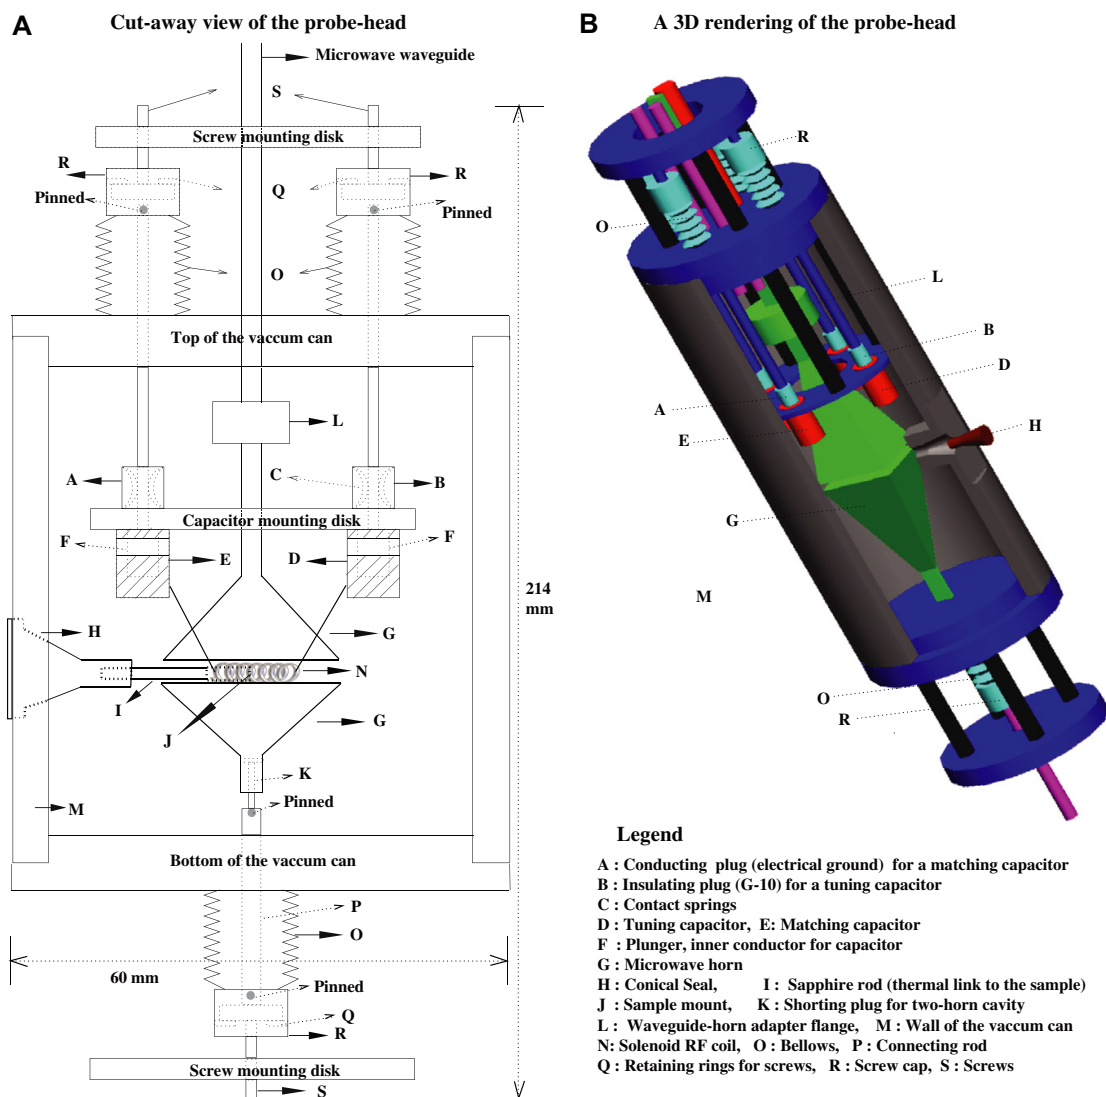 A Cut-away view of the probe-head
Microwave waveguide
S
Screw mounting disk
R
R
Q
Pinned
Pinned
O
Top of the vaccum can
L
C
A
B
Capacitor mounting disk
F
F
E
D
214
mm
H
G
N
I
G
J
K
Pinned
M
Bottom of the vaccum can
P
O
60 mm
Pinned
Q
R
Screw mounting disk
S
B A 3D rendering of the probe-head
R
O
L
B
D
A
H
E
G
M
O
R
Legend
A : Conducting plug (electrical ground) for a matching capacitor
B : Insulating plug (G-10) for a tuning capacitor
C : Contact springs
D : Tuning capacitor, E: Matching capacitor
F : Plunger, inner conductor for capacitor
G : Microwave horn
H : Conical Seal, I : Sapphire rod (thermal link to the sample)
J : Sample mount, K : Shorting plug for two-horn cavity
L : Waveguide-horn adapter flange, M : Wall of the vaccum can
N: Solenoid RF coil, O : Bellows, P : Connecting rod
Q : Retaining rings for screws, R : Screw cap, S : Screws